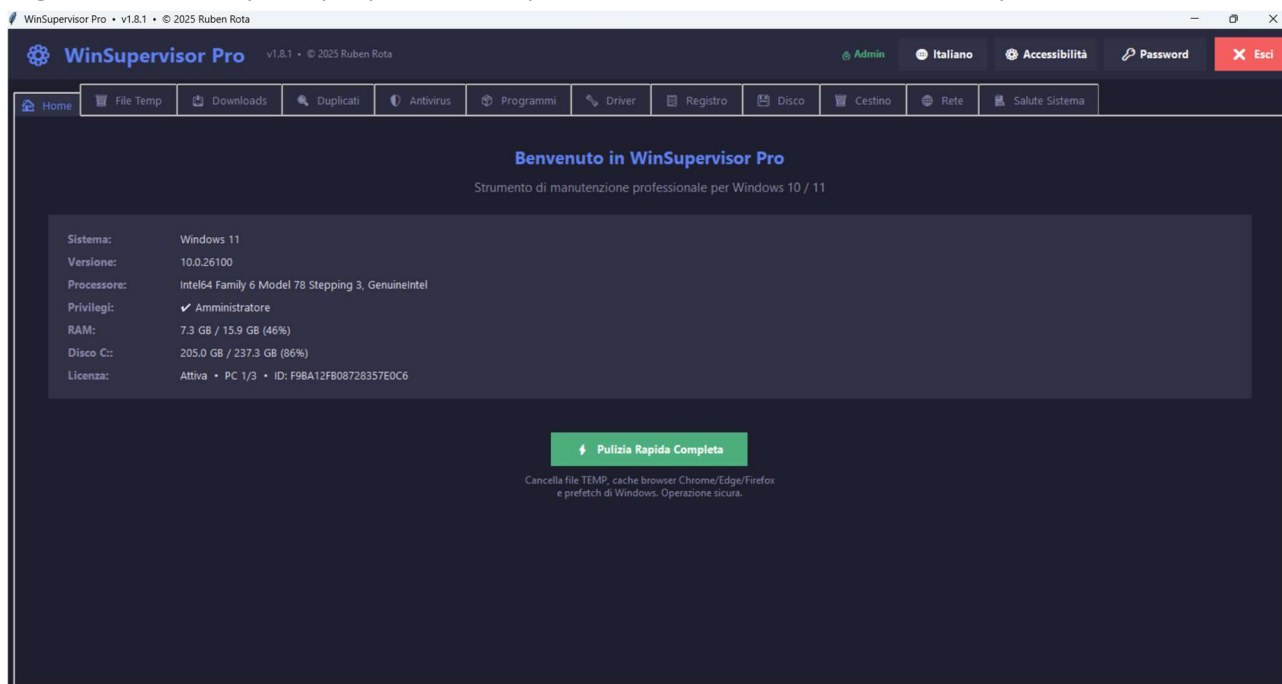 WinSupervisor Pro • v1.8.1 • © 2025 Ruben Rota
WinSupervisor Pro v1.8.1 • © 2025 Ruben Rota Admin Italiano Accessibilità Password Esci
Home File Temp Downloads Duplicati Antivirus Programmi Driver Registro Disco Cestino Rete Salute Sistema
Benvenuto in WinSupervisor Pro
Strumento di manutenzione professionale per Windows 10 / 11
Sistema: Windows 11
Versione: 10.0.26100
Processore: Intel64 Family 6 Model 78 Stepping 3, GenuineIntel
Privilegi: ✔ Amministratore
RAM: 7.3 GB / 15.9 GB (46%)
Disco C:: 205.0 GB / 237.3 GB (86%)
Licenza: Attiva • PC 1/3 • ID: F9BA12FB08728357E0C6
Pulizia Rapida Completa
Cancella file TEMP, cache browser Chrome/Edge/Firefox
e prefetch di Windows. Operazione sicura.